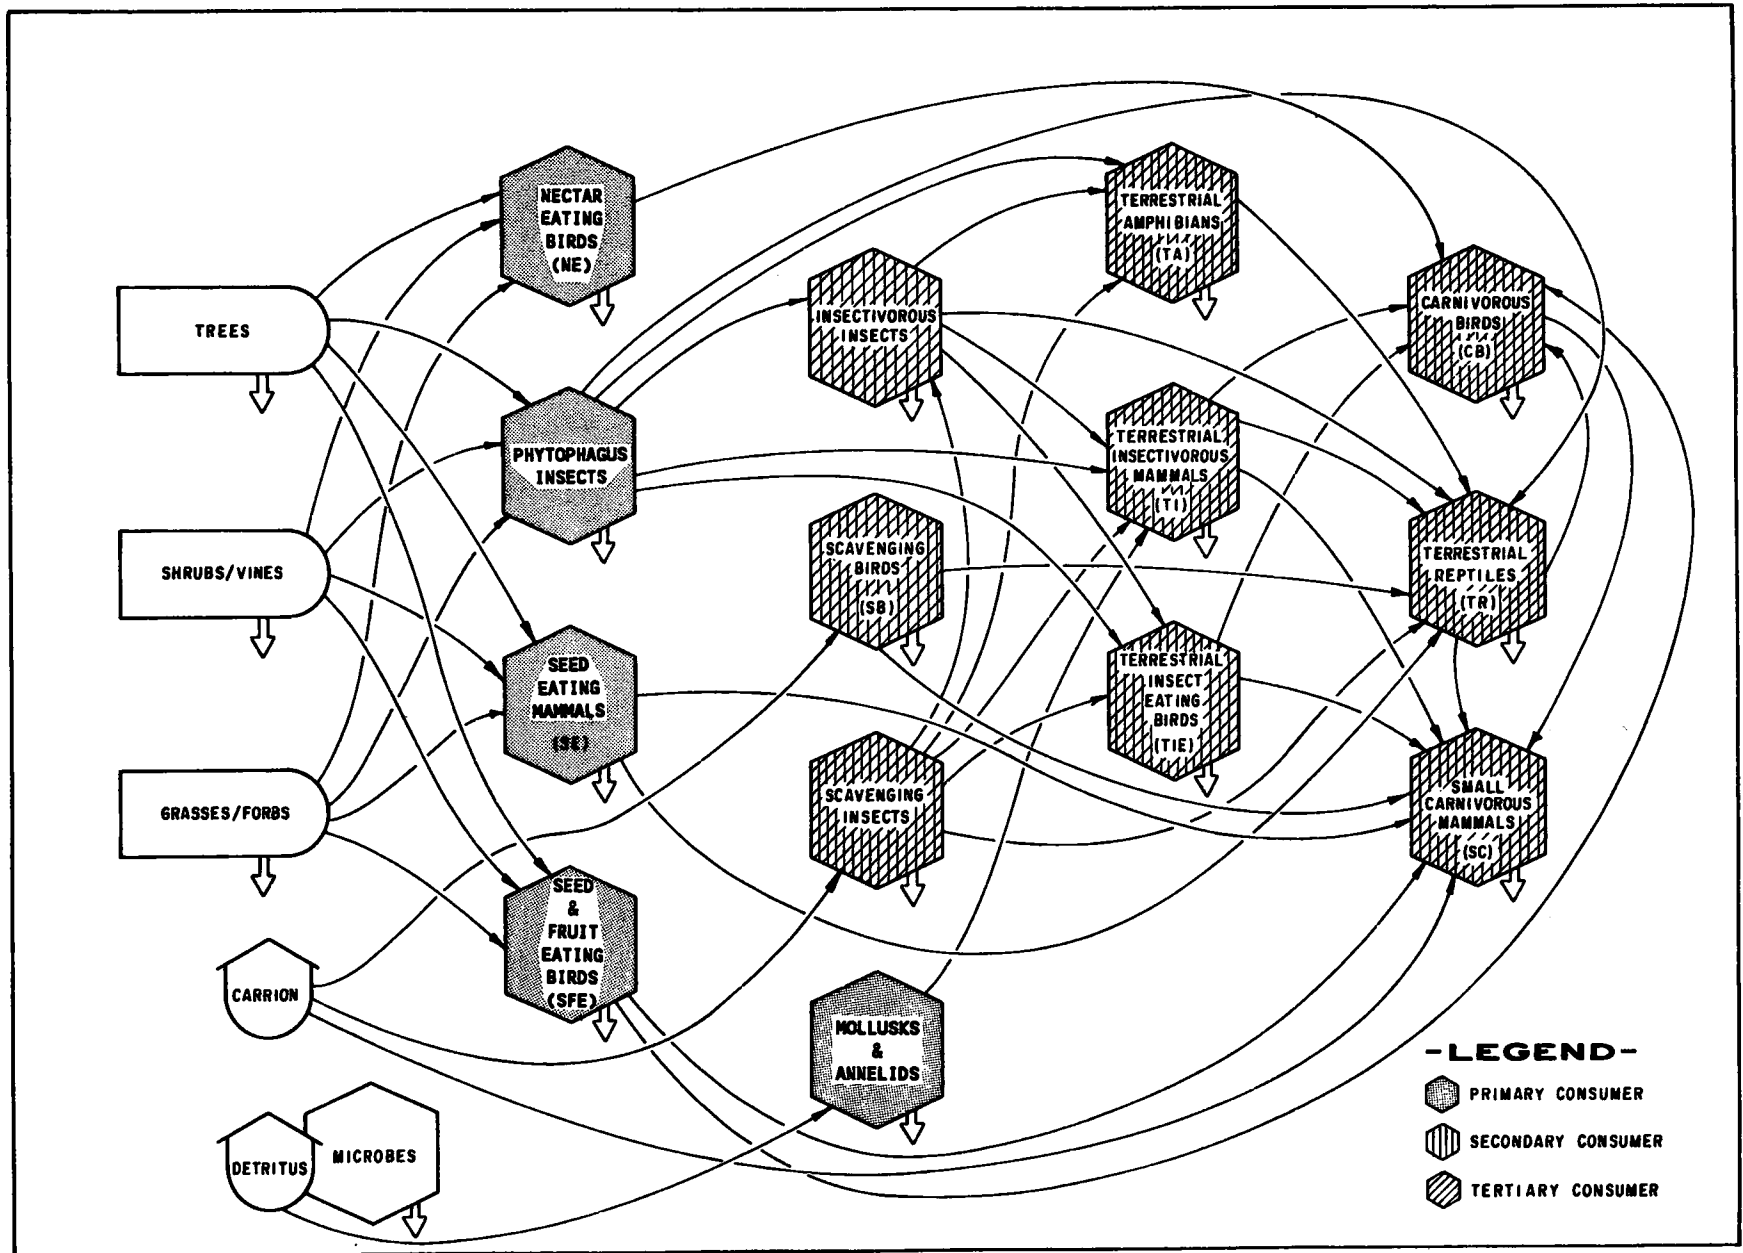 NECTAR
EATING
BIRDS
(NE)
TERRESTRIAL
AMPHIBIANS
(TA)
TREES
INSECTIVOROUS
INSECTS
CARNIVOROUS
BIRDS
(CB)
PHYTOPHAGUS
INSECTS
TERRESTRIAL
INSECTIVOROUS
MAMMALS
(TI)
SHRUBS/VINES
SCAVENGING
BIRDS
(SB)
TERRESTRIAL
REPTILES
(TR)
SEED
EATING
MAMMALS
(SE)
TERRESTRIAL
INSECT
EATING
BIRDS
(TIE)
GRASSES/FORBS
SCAVENGING
INSECTS
SMALL
CARNIVOROUS
MAMMALS
(SC)
SEED
&
FRUIT
EATING
BIRDS
(SFE)
CARRION
MOLLUSKS
&
ANNELIDS
DETRITUS
MICROBES
-LEGEND-
PRIMARY CONSUMER
SECONDARY CONSUMER
TERTIARY CONSUMER